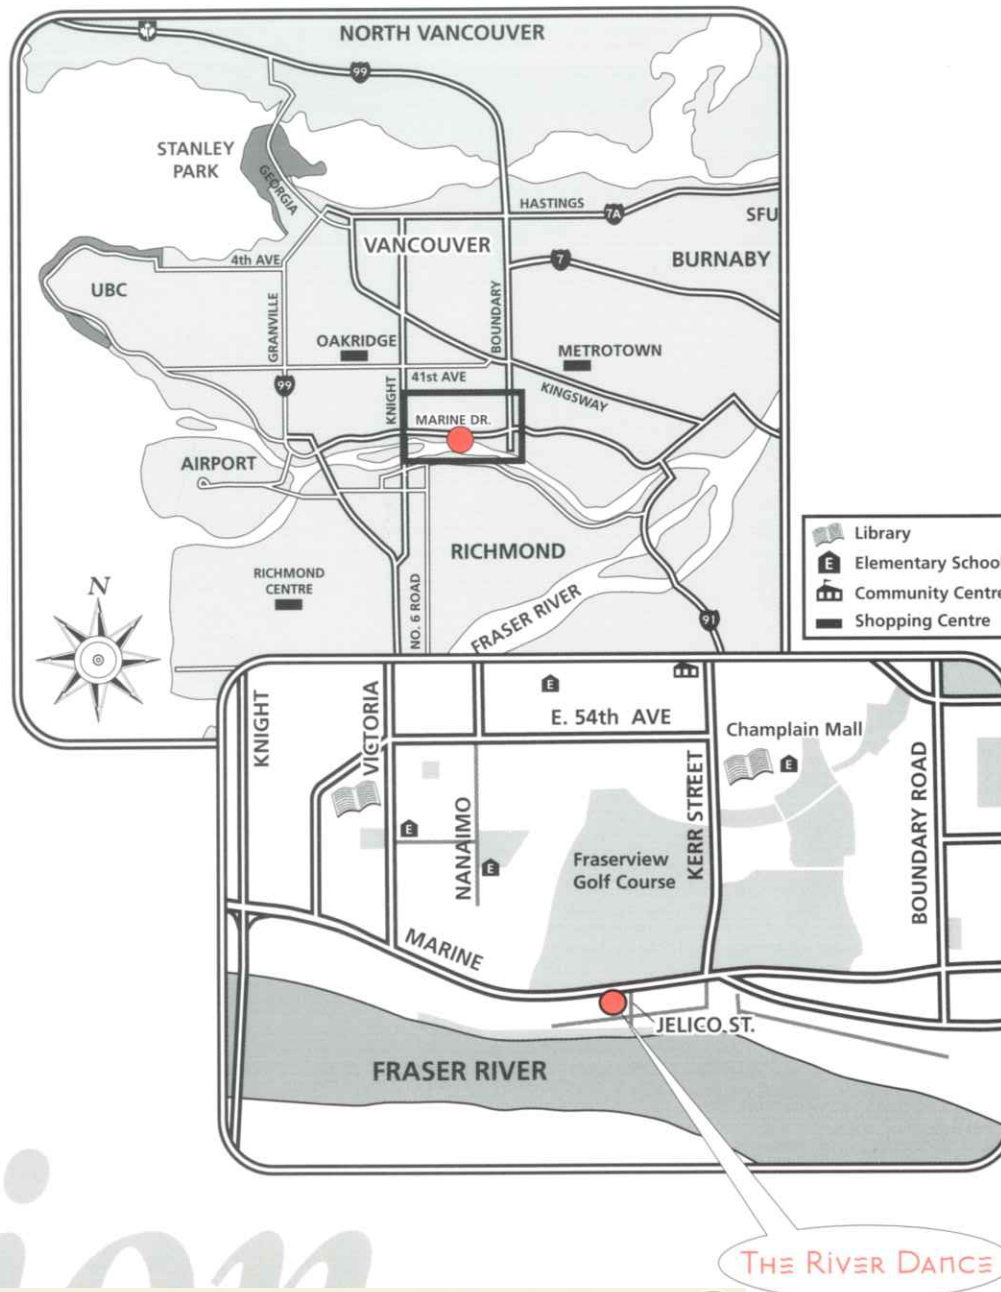 NORTH VANCOUVER
1
99
STANLEY
PARK
GEORGIA
HASTINGS
7A
SFU
VANCOUVER
4th AVE
7
BURNABY
UBC
GRANVILLE
BOUNDARY
OAKRIDGE
METROTOWN
41st AVE
99
KNIGHT
KINGSWAY
MARINE DR.
AIRPORT
RICHMOND
RICHMOND
CENTRE
NO. 6 ROAD
FRASER RIVER
91
N
Library
E Elementary School
Community Centre
Shopping Centre
KNIGHT
VICTORIA
E
E. 54th AVE
Champlain Mall
E
KERR STREET
BOUNDARY ROAD
NANAIMO
E
E
Fraserview
Golf Course
MARINE
JELICO ST.
FRASER RIVER
ion
THE RIVER DANCE